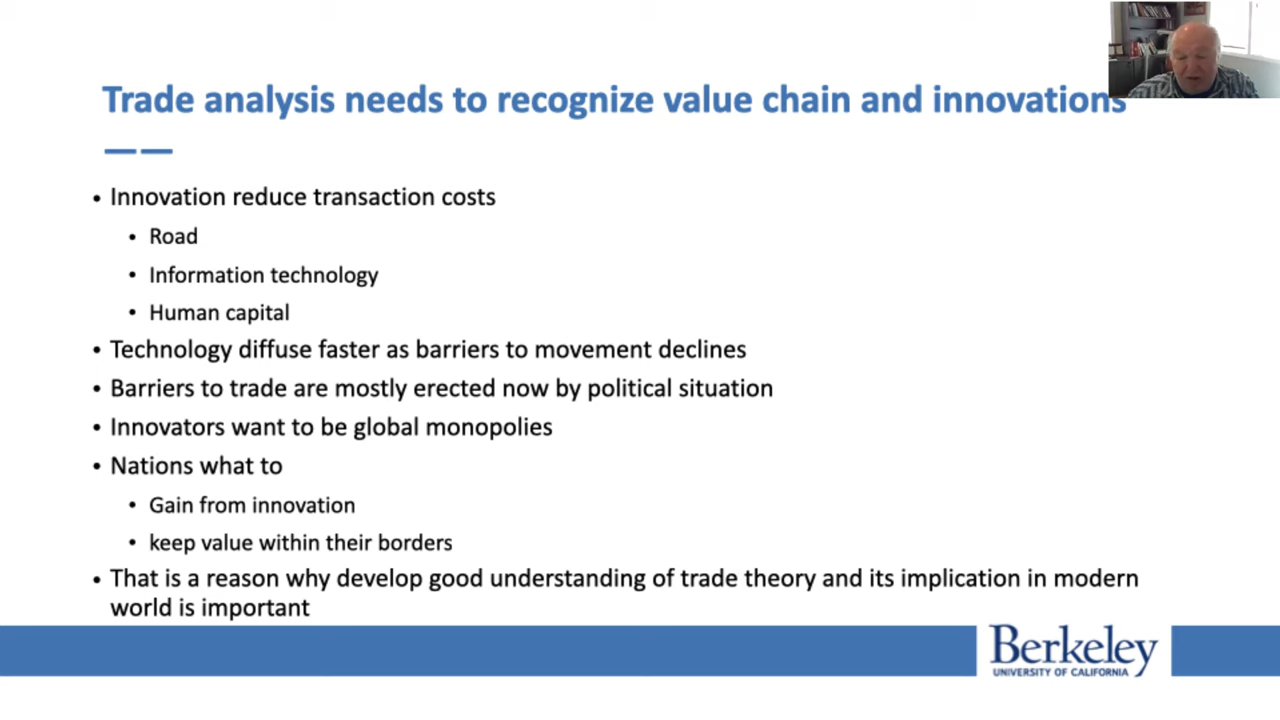 Trade analysis needs to recognize value chain and innovations
• Innovation reduce transaction costs
• Road
• Information technology
• Human capital
• Technology diffuse faster as barriers to movement declines
• Barriers to trade are mostly erected now by political situation
• Innovators want to be global monopolies
• Nations what to
• Gain from innovation
• keep value within their borders
• That is a reason why develop good understanding of trade theory and its implication in modern
world is important
Berkeley
UNIVERSITY OF CALIFORNIA